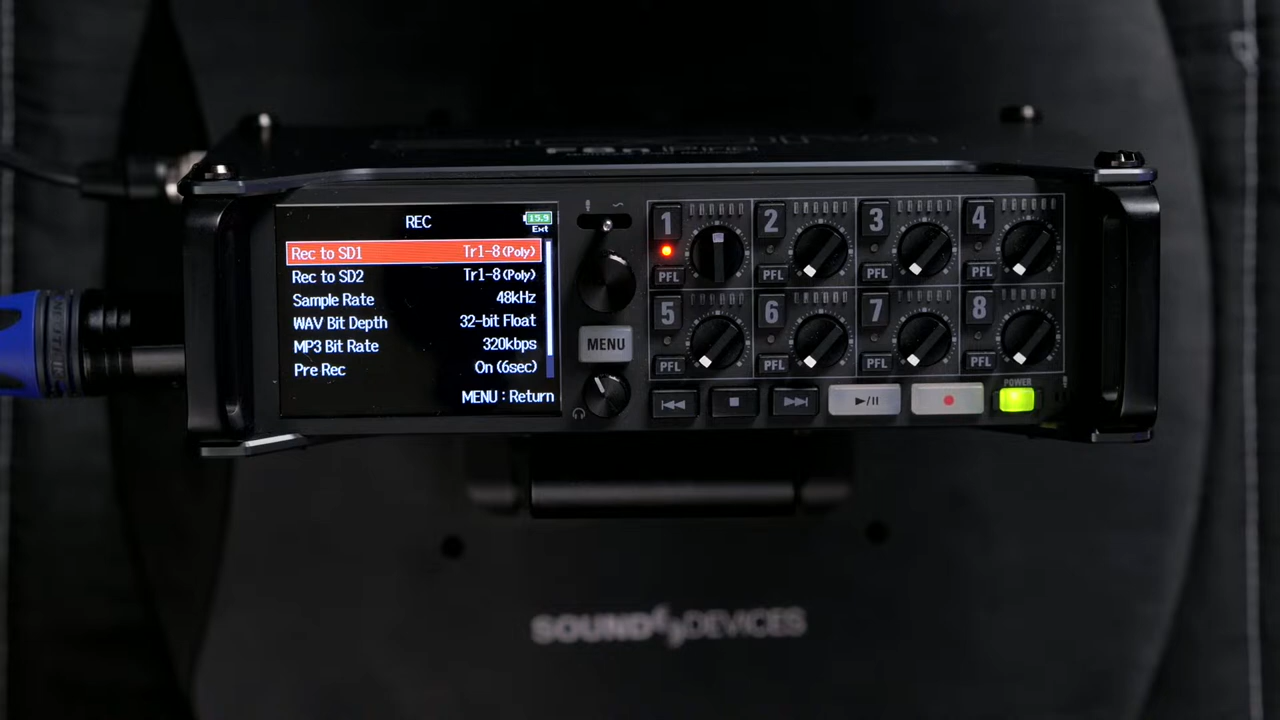 F8n Pro
REC
15.9
Ext
Rec to SD1 Tr1-8(Poly)
Rec to SD2 Tr1-8(Poly)
Sample Rate 48kHz
WAV Bit Depth 32-bit Float
MP3 Bit Rate 320kbps
Pre Rec On (6sec)
MENU : Return
MENU
1 2 3 4
PFL PFL PFL PFL
5 6 7 8
PFL PFL PFL PFL
POWER
SOUND DEVICES